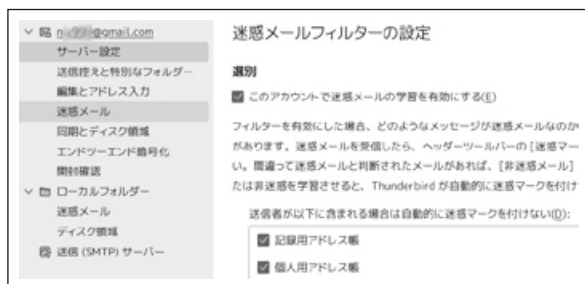 @gmail.com
サーバー設定
送信控えと特別なフォルダー
編集とアドレス入力
迷惑メール
同期とディスク領域
エンドツーエンド暗号化
開封確認
ローカルフォルダー
迷惑メール
ディスク領域
送信 (SMTP) サーバー
迷惑メールフィルターの設定
選別
このアカウントで迷惑メールの学習を有効にする(E)
フィルターを有効にした場合、どのようなメッセージが迷惑メールなのか
があります。迷惑メールを受信したら、ヘッダーツールバーの [迷惑マー
い。間違って迷惑メールと判断されたメールがあれば、[非迷惑メール]
たは非迷惑を学習させると、Thunderbird が自動的に迷惑マークを付け
送信者が以下に含まれる場合は自動的に迷惑マークを付けない(D):
記録用アドレス帳
個人用アドレス帳